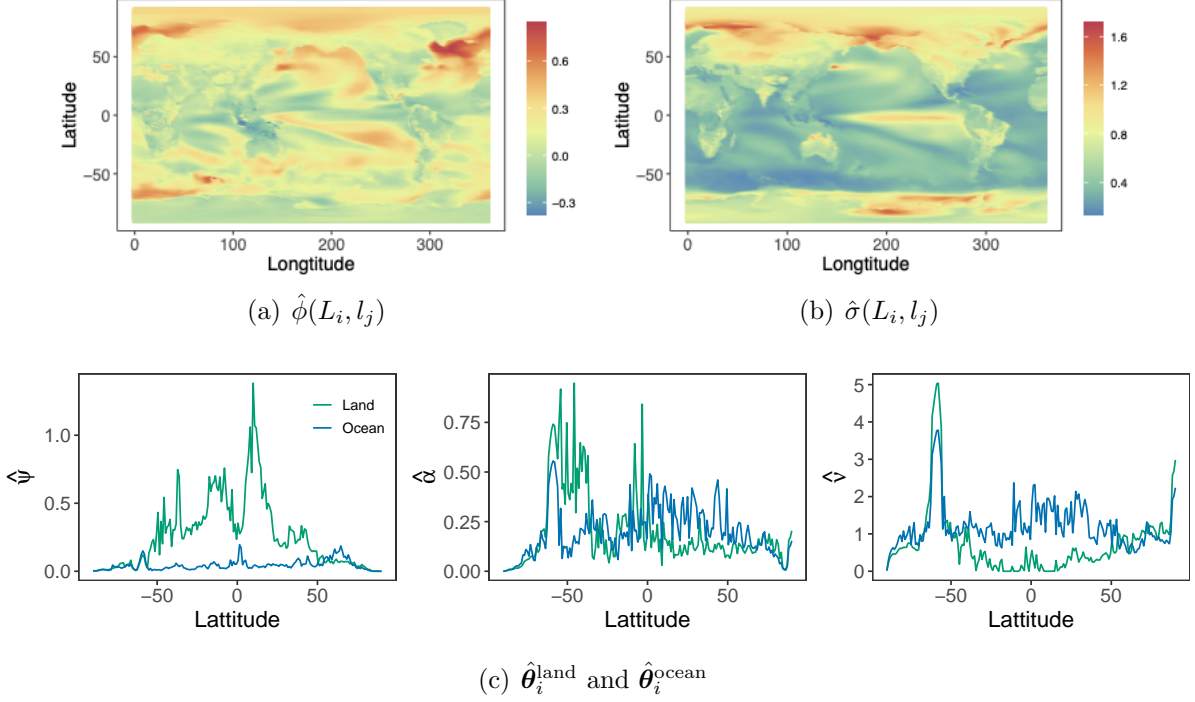 50
0
−50
Latitude
0 100 200 300
Longtitude
0.6
0.3
0.0
−0.3
50
0
−50
Latitude
0 100 200 300
Longtitude
1.6
1.2
0.8
0.4
(a) ϕ̂(L_i, l_j)
(b) σ̂(L_i, l_j)
1.0
0.5
0.0
ψ̂
Land
Ocean
−50 0 50
Lattitude
0.75
0.50
0.25
0.00
α̂
−50 0 50
Lattitude
5
4
3
2
1
0
ν̂
−50 0 50
Lattitude
(c) θ̂_i^land and θ̂_i^ocean